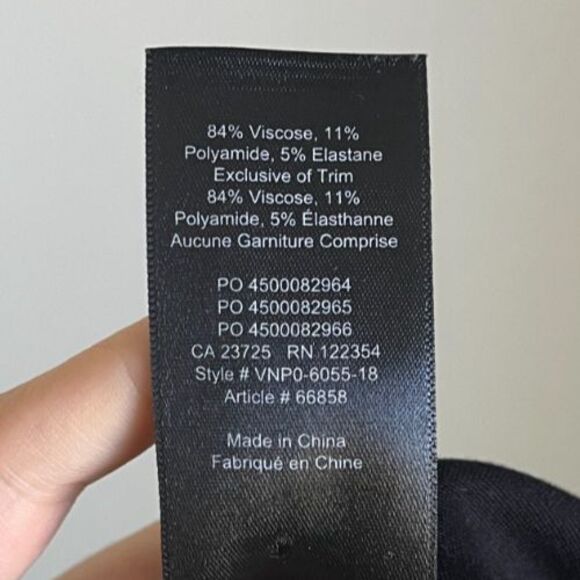 84% Viscose, 11%
Polyamide, 5% Elastane
Exclusive of Trim
84% Viscose, 11%
Polyamide, 5% Élasthanne
Aucune Garniture Comprise
PO 4500082964
PO 4500082965
PO 4500082966
CA 23725 RN 122354
Style # VNP0-6055-18
Article # 66858
Made in China
Fabriqué en Chine